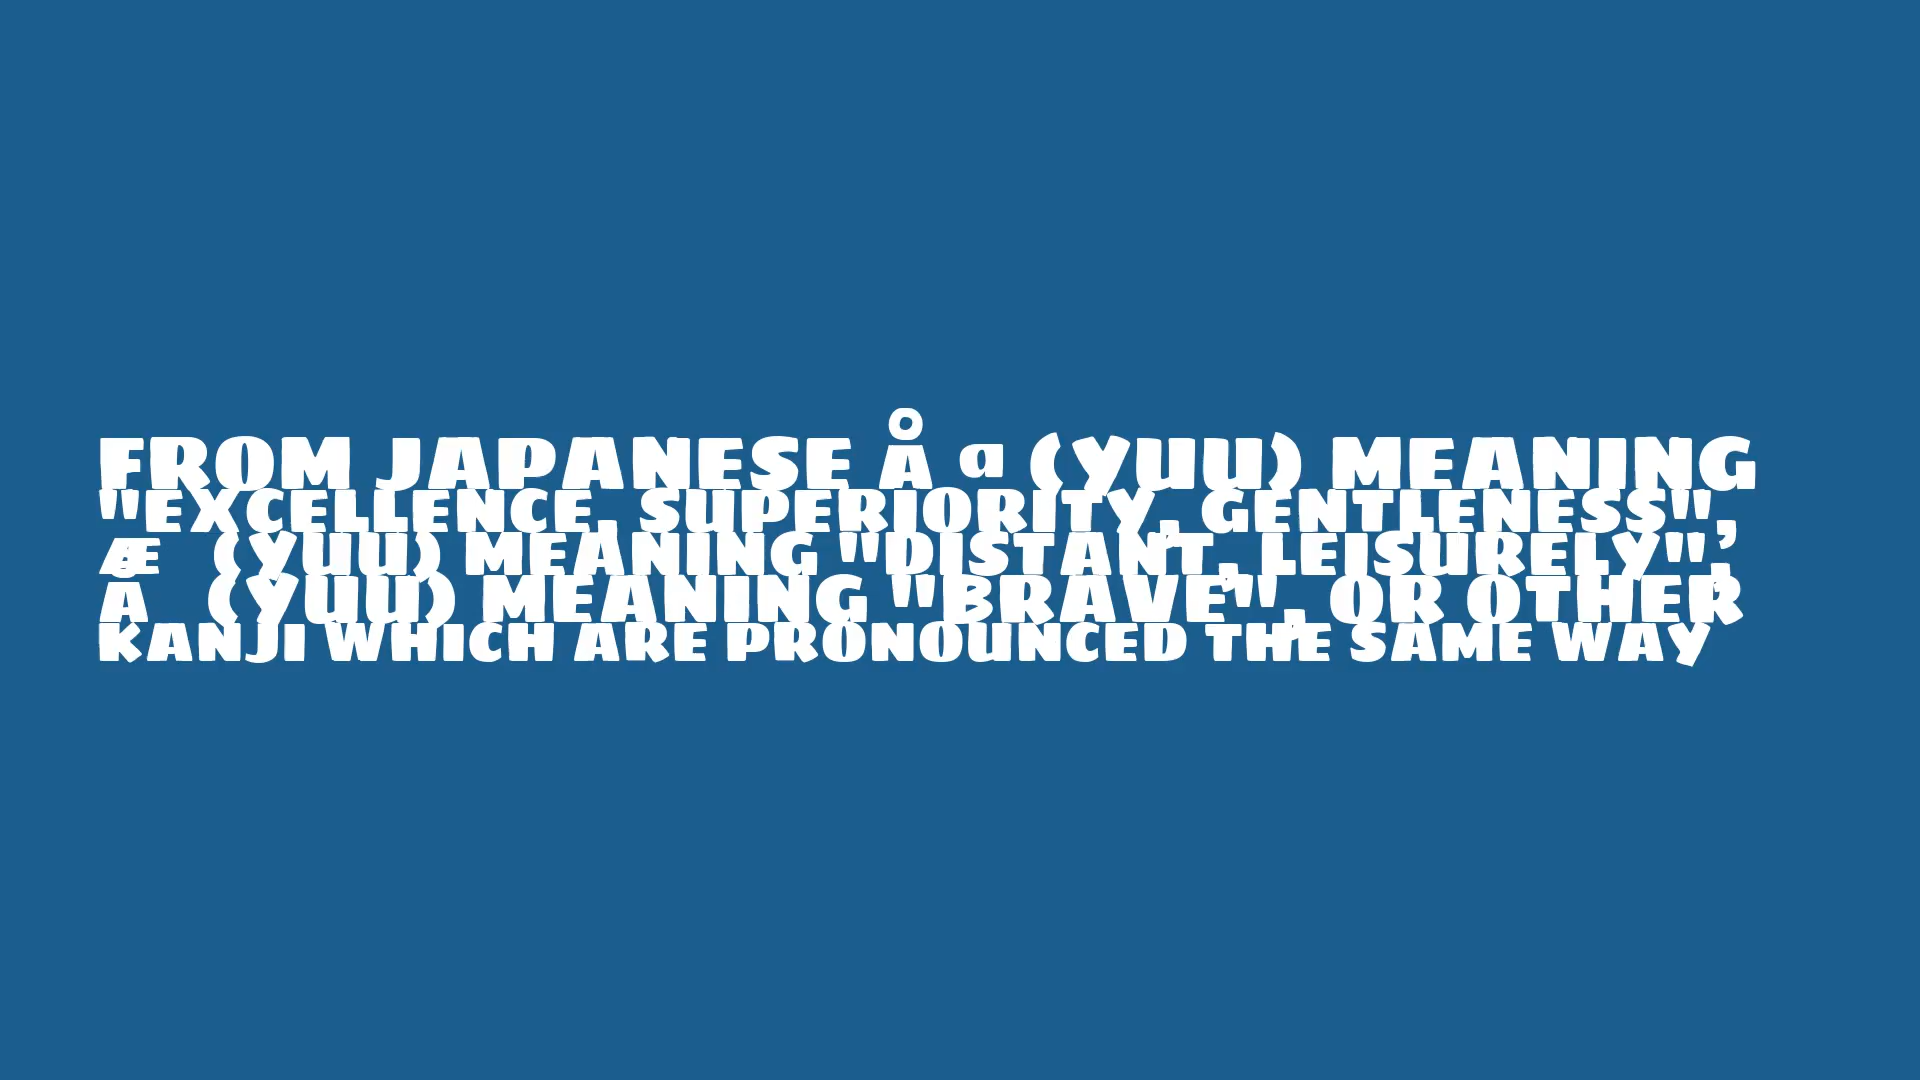 FROM JAPANESE Å ª (YUU) MEANING
"EXCELLENCE, SUPERIORITY, GENTLENESS",
Æ (YUU) MEANING "DISTANT, LEISURELY",
Å (YUU) MEANING "BRAVE", OR OTHER
KANJI WHICH ARE PRONOUNCED THE SAME WAY